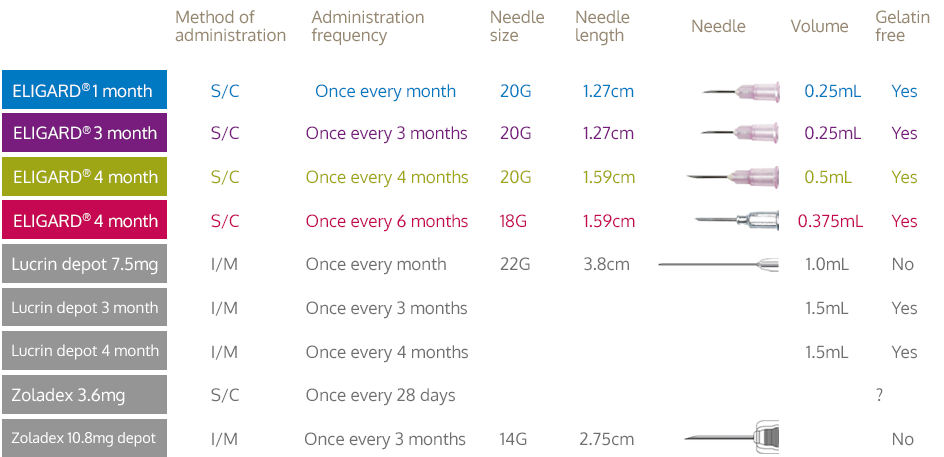 Method of administration Administration frequency Needle size Needle length Needle Volume Gelatin free
ELIGARD® 1 month S/C Once every month 20G 1.27cm 0.25mL Yes
ELIGARD® 3 month S/C Once every 3 months 20G 1.27cm 0.25mL Yes
ELIGARD® 4 month S/C Once every 4 months 20G 1.59cm 0.5mL Yes
ELIGARD® 4 month S/C Once every 6 months 18G 1.59cm 0.375mL Yes
Lucrin depot 7.5mg I/M Once every month 22G 3.8cm 1.0mL No
Lucrin depot 3 month I/M Once every 3 months 1.5mL Yes
Lucrin depot 4 month I/M Once every 4 months 1.5mL Yes
Zoladex 3.6mg S/C Once every 28 days ?
Zoladex 10.8mg depot I/M Once every 3 months 14G 2.75cm No